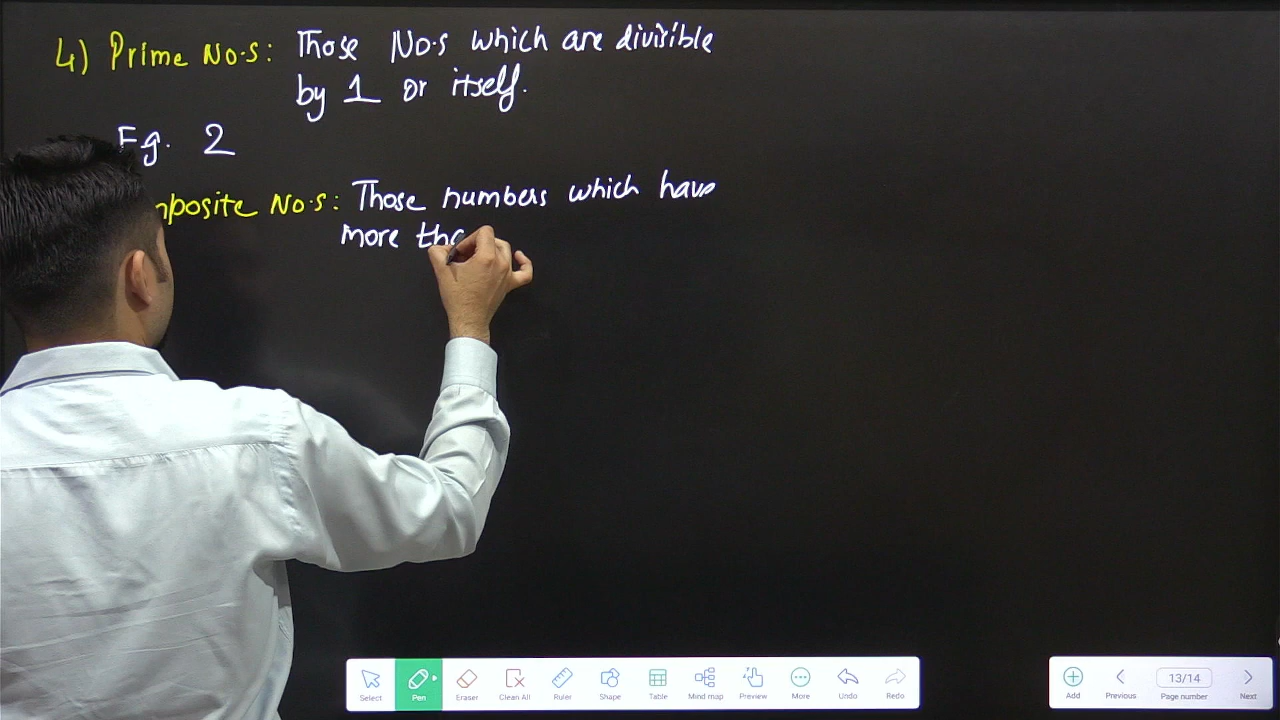 4) Prime No.s: Those No.s which are divisible
by 1 or itself.
Eg. 2
mposite No.s: Those numbers which have
more tha
Select
Pen
Eraser
Clean All
Ruler
Shape
Table
Mind map
Preview
More
Undo
Redo
Add
Previous
13/14
Page number
Next